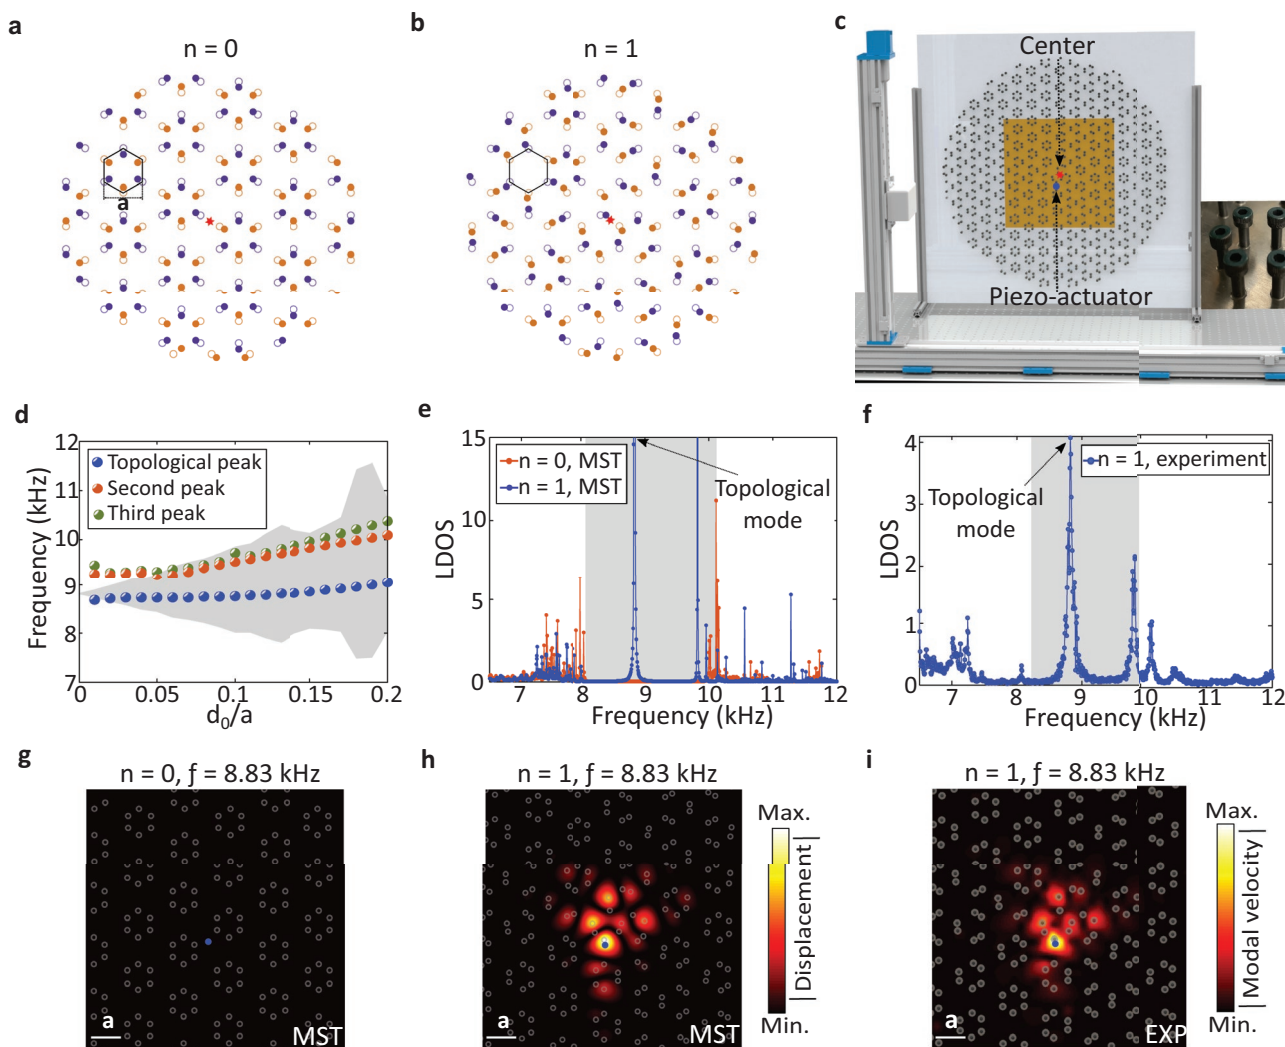 a
n = 0
a
b
n = 1
c
Center
Piezo-actuator
d
12
11
10
9
8
7
Frequency (kHz)
Topological peak
Second peak
Third peak
0
0.05
0.1
0.15
0.2
d₀/a
e
15
10
5
0
LDOS
n = 0, MST
n = 1, MST
Topological
mode
7
8
9
10
11
12
Frequency (kHz)
f
4
3
2
1
0
LDOS
n = 1, experiment
Topological
mode
7
8
9
10
11
12
Frequency (kHz)
g
n = 0, ƒ = 8.83 kHz
a
MST
h
n = 1, ƒ = 8.83 kHz
MST
a
Max.
|Displacement|
Min.
i
n = 1, ƒ = 8.83 kHz
a
EXP
Max.
|Modal velocity|
Min.